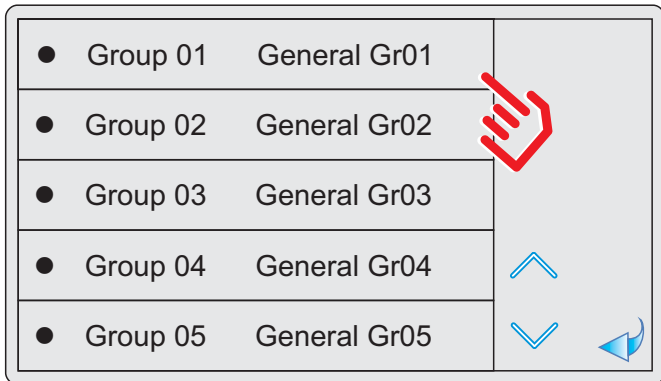 Group 01 General Gr01
Group 02 General Gr02
Group 03 General Gr03
Group 04 General Gr04
Group 05 General Gr05